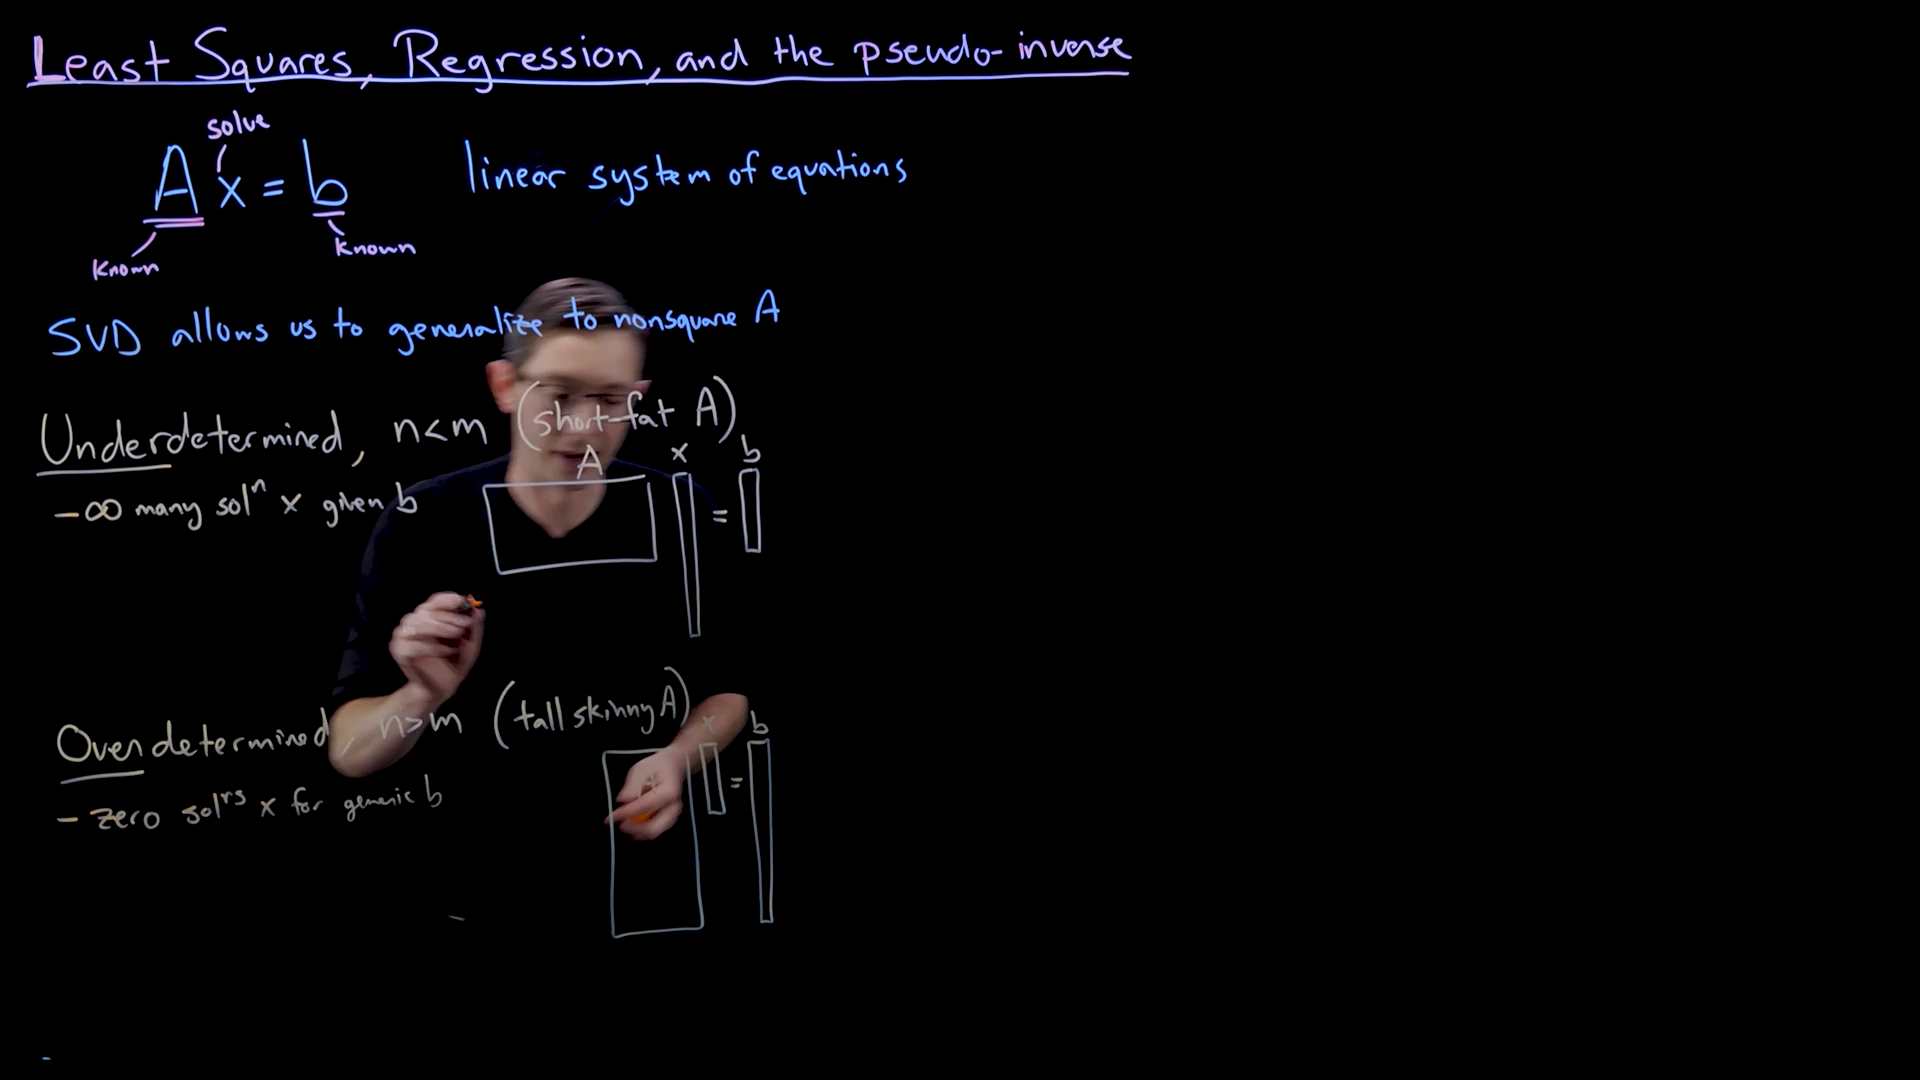 Least Squares, Regression, and the pseudo-inverse
solve
A x = b
linear system of equations
Known
Known
SVD allows us to generalize to nonsquare A
Underdetermined, n<m (short-fat A)
A x = b
- ∞ many solⁿ x given b
Overdetermined, n>m (tall skinny A)
A x = b
- zero solⁿˢ x for generic b